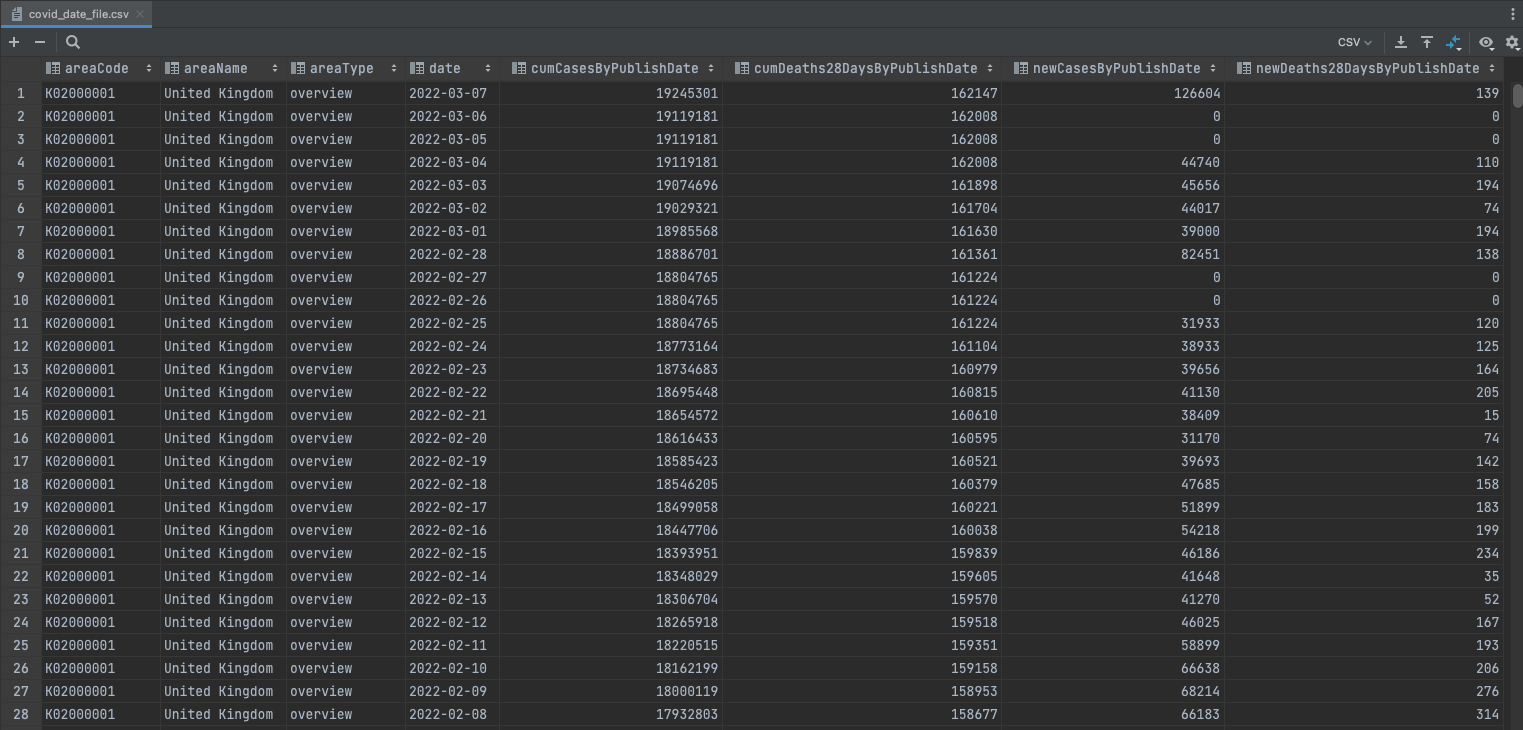 covid_date_file.csv
CSV
areaCode areaName areaType date cumCasesByPublishDate cumDeaths28DaysByPublishDate newCasesByPublishDate newDeaths28DaysByPublishDate
1 K02000001 United Kingdom overview 2022-03-07 19245301 162147 126604 139
2 K02000001 United Kingdom overview 2022-03-06 19119181 162008 0 0
3 K02000001 United Kingdom overview 2022-03-05 19119181 162008 0 0
4 K02000001 United Kingdom overview 2022-03-04 19119181 162008 44740 110
5 K02000001 United Kingdom overview 2022-03-03 19074696 161898 45656 194
6 K02000001 United Kingdom overview 2022-03-02 19029321 161704 44017 74
7 K02000001 United Kingdom overview 2022-03-01 18985568 161630 39000 194
8 K02000001 United Kingdom overview 2022-02-28 18886701 161361 82451 138
9 K02000001 United Kingdom overview 2022-02-27 18804765 161224 0 0
10 K02000001 United Kingdom overview 2022-02-26 18804765 161224 0 0
11 K02000001 United Kingdom overview 2022-02-25 18804765 161224 31933 120
12 K02000001 United Kingdom overview 2022-02-24 18773164 161104 38933 125
13 K02000001 United Kingdom overview 2022-02-23 18734683 160979 39656 164
14 K02000001 United Kingdom overview 2022-02-22 18695448 160815 41130 205
15 K02000001 United Kingdom overview 2022-02-21 18654572 160610 38409 15
16 K02000001 United Kingdom overview 2022-02-20 18616433 160595 31170 74
17 K02000001 United Kingdom overview 2022-02-19 18585423 160521 39693 142
18 K02000001 United Kingdom overview 2022-02-18 18546205 160379 47685 158
19 K02000001 United Kingdom overview 2022-02-17 18499058 160221 51899 183
20 K02000001 United Kingdom overview 2022-02-16 18447706 160038 54218 199
21 K02000001 United Kingdom overview 2022-02-15 18393951 159839 46186 234
22 K02000001 United Kingdom overview 2022-02-14 18348029 159605 41648 35
23 K02000001 United Kingdom overview 2022-02-13 18306704 159570 41270 52
24 K02000001 United Kingdom overview 2022-02-12 18265918 159518 46025 167
25 K02000001 United Kingdom overview 2022-02-11 18220515 159351 58899 193
26 K02000001 United Kingdom overview 2022-02-10 18162199 159158 66638 206
27 K02000001 United Kingdom overview 2022-02-09 18000119 158953 68214 276
28 K02000001 United Kingdom overview 2022-02-08 17932803 158677 66183 314